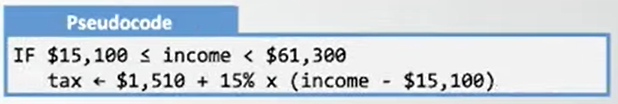 Pseudocode
IF $15,100 ≤ income < $61,300
tax ← $1,510 + 15% x (income - $15,100)